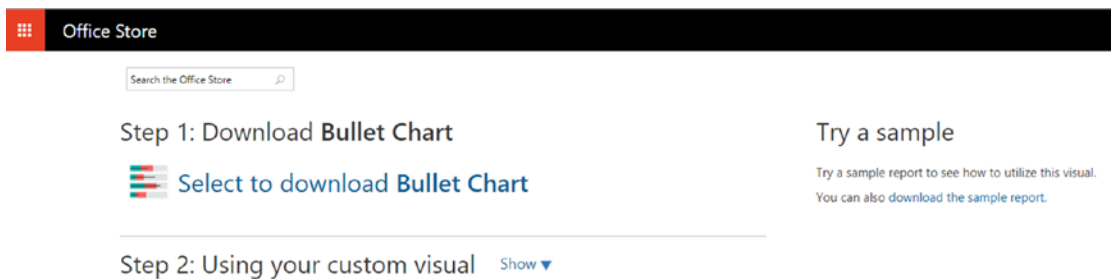 Office Store
Search the Office Store
Step 1: Download Bullet Chart
Select to download Bullet Chart
Step 2: Using your custom visual Show ▼
Try a sample
Try a sample report to see how to utilize this visual.
You can also download the sample report.